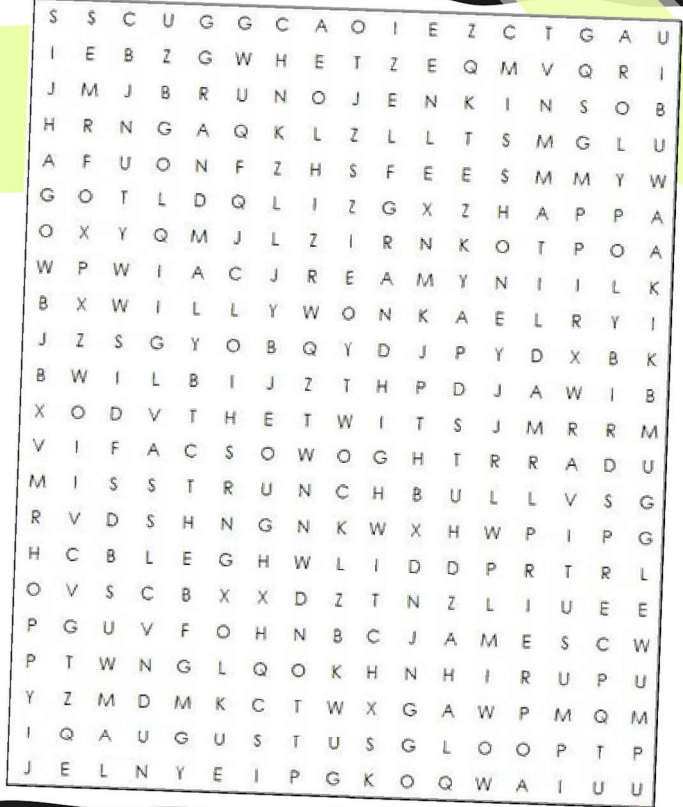 S S C U G G C A O I E Z C T G A U
I E B Z G W H E T Z E Q M V Q R I
J M J B R U N O J E N K I N S O B
H R N G A Q K L Z L L T S M G L U
A F U O N F Z H S F E E S M M Y W
G O T L D Q L I Z G X Z H A P P A
O X Y Q M J L Z I R N K O T P O A
W P W I A C J R E A M Y N I I L K
B X W I L L Y W O N K A E L R Y I
J Z S G Y O B Q Y D J P Y D X B K
B W I L B I J Z T H P D J A W I B
X O D V T H E T W I T S J M R R M
V I F A C S O W O G H T R R A D U
M I S S T R U N C H B U L L V S G
R V D S H N G N K W X H W P I P G
H C B L E G H W L I D D P R T R L
O V S C B X X D Z T N Z L I U E E
P G U V F O H N B C J A M E S C W
P T W N G L Q O K H N H I R U P U
Y Z M D M K C T W X G A W P M Q M
I Q A U G U S T U S G L O O P T P
J E L N Y E I P G K O Q W A I U U